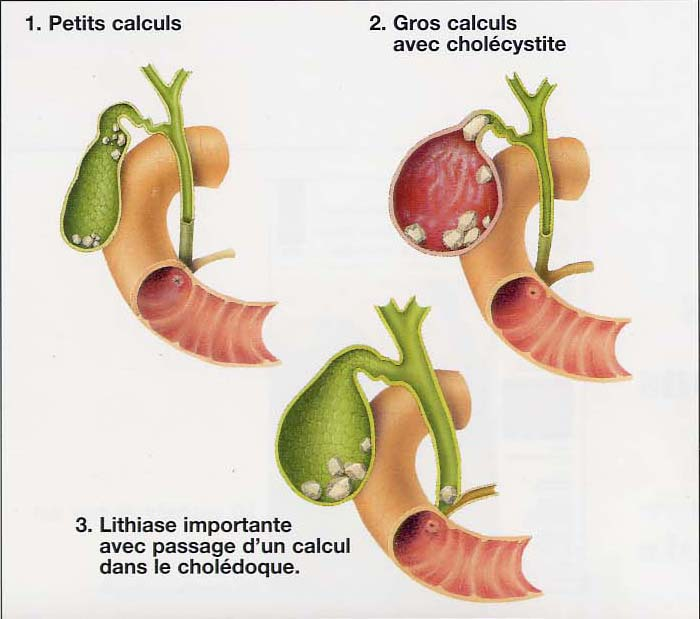 1. Petits calculs
2. Gros calculs
avec cholécystite
3. Lithiase importante
avec passage d'un calcul
dans le cholédoque.